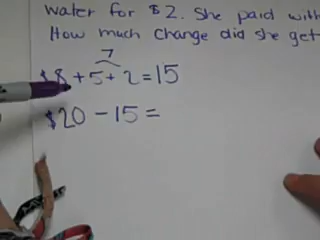 water for $2. She paid with
How much change did she get
7
$8 + 5 + 2 = 15
$20 - 15 =